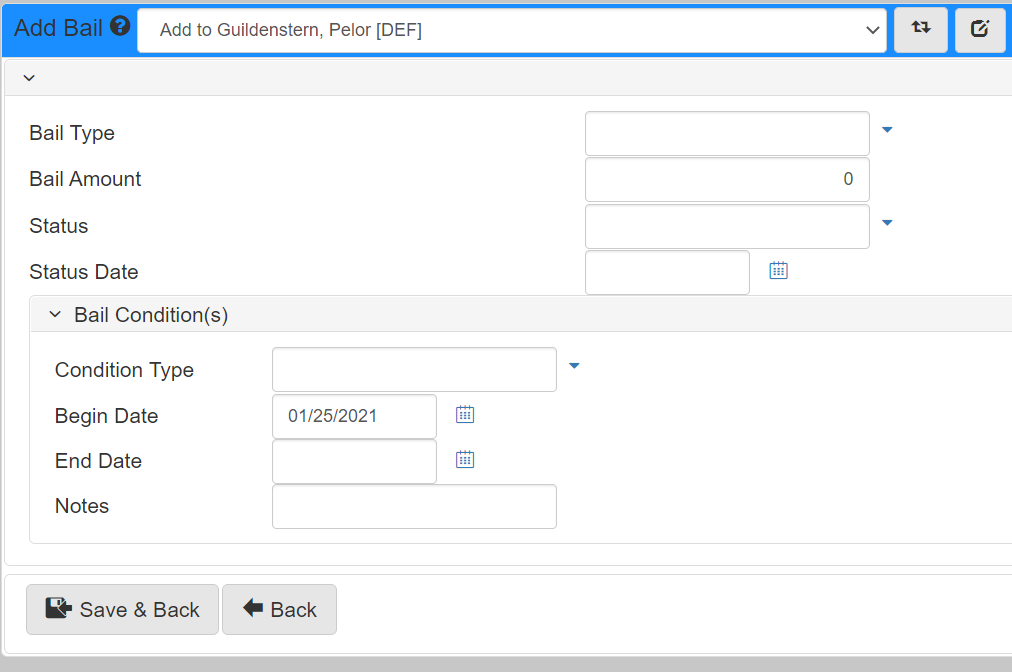 Add Bail Add to Guildenstern, Pelor [DEF]
Bail Type
Bail Amount 0
Status
Status Date
Bail Condition(s)
Condition Type
Begin Date 01/25/2021
End Date
Notes
Save & Back Back